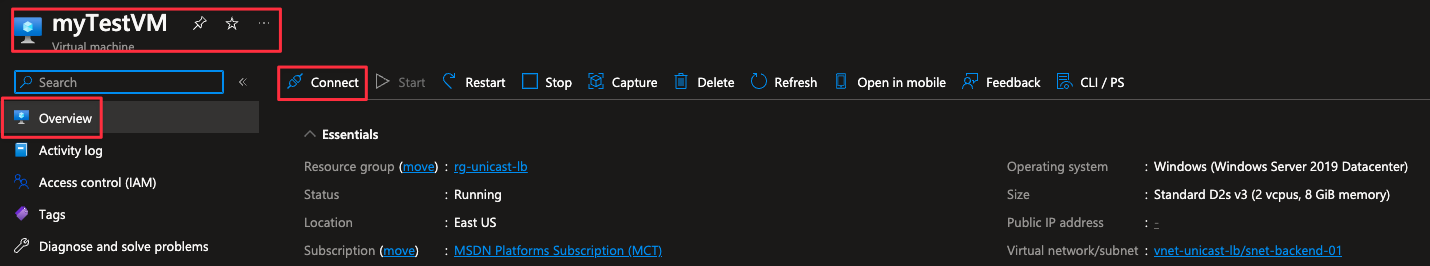 myTestVM
Virtual machine
Search
Connect Start Restart Stop Capture Delete Refresh Open in mobile Feedback CLI / PS
Overview
Activity log
Access control (IAM)
Tags
Diagnose and solve problems
Essentials
Resource group (move) : rg-unicast-lb
Status : Running
Location : East US
Subscription (move) : MSDN Platforms Subscription (MCT)
Operating system : Windows (Windows Server 2019 Datacenter)
Size : Standard D2s v3 (2 vcpus, 8 GiB memory)
Public IP address : -
Virtual network/subnet : vnet-unicast-lb/snet-backend-01